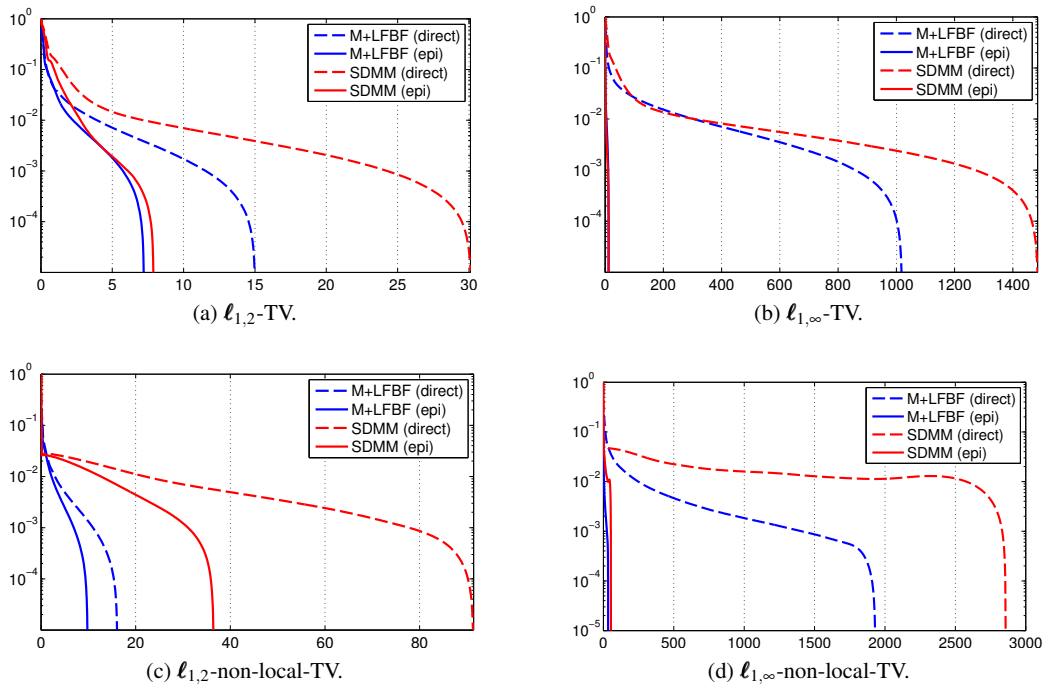 10^0
10^-1
10^-2
10^-3
10^-4
M+LFBF (direct)
M+LFBF (epi)
SDMM (direct)
SDMM (epi)
0 5 10 15 20 25 30
(a) ℓ1,2-TV.
10^0
10^-1
10^-2
10^-3
10^-4
M+LFBF (direct)
M+LFBF (epi)
SDMM (direct)
SDMM (epi)
0 200 400 600 800 1000 1200 1400
(b) ℓ1,∞-TV.
10^0
10^-1
10^-2
10^-3
10^-4
M+LFBF (direct)
M+LFBF (epi)
SDMM (direct)
SDMM (epi)
0 20 40 60 80
(c) ℓ1,2-non-local-TV.
10^0
10^-1
10^-2
10^-3
10^-4
10^-5
M+LFBF (direct)
M+LFBF (epi)
SDMM (direct)
SDMM (epi)
0 500 1000 1500 2000 2500 3000
(d) ℓ1,∞-non-local-TV.